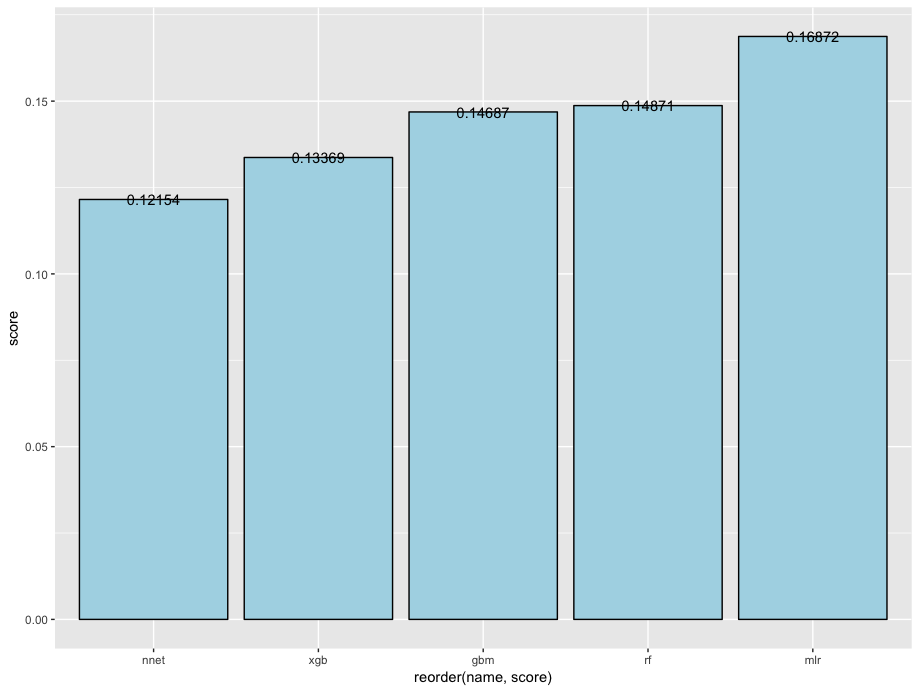 0.16872
0.14871
0.14687
0.13369
0.12154
0.15
0.10
0.05
0.00
score
nnet
xgb
gbm
rf
mlr
reorder(name, score)